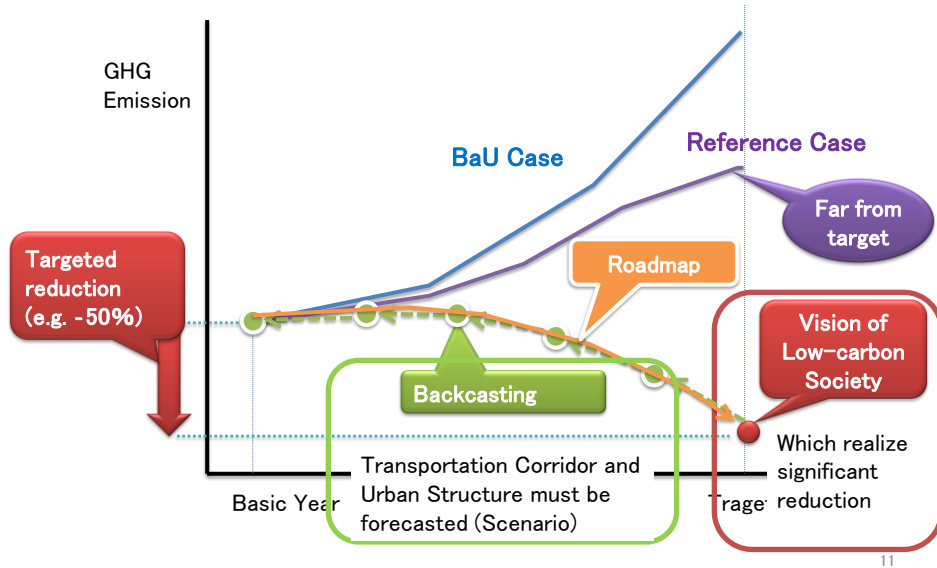 GHG
Emission
BaU Case
Reference Case
Far from
target
Targeted
reduction
(e.g. -50%)
Roadmap
Vision of
Low-carbon
Society
Backcasting
Which realize
significant
reduction
Transportation Corridor and
Urban Structure must be
forecasted (Scenario)
Basic Year
Traget
11